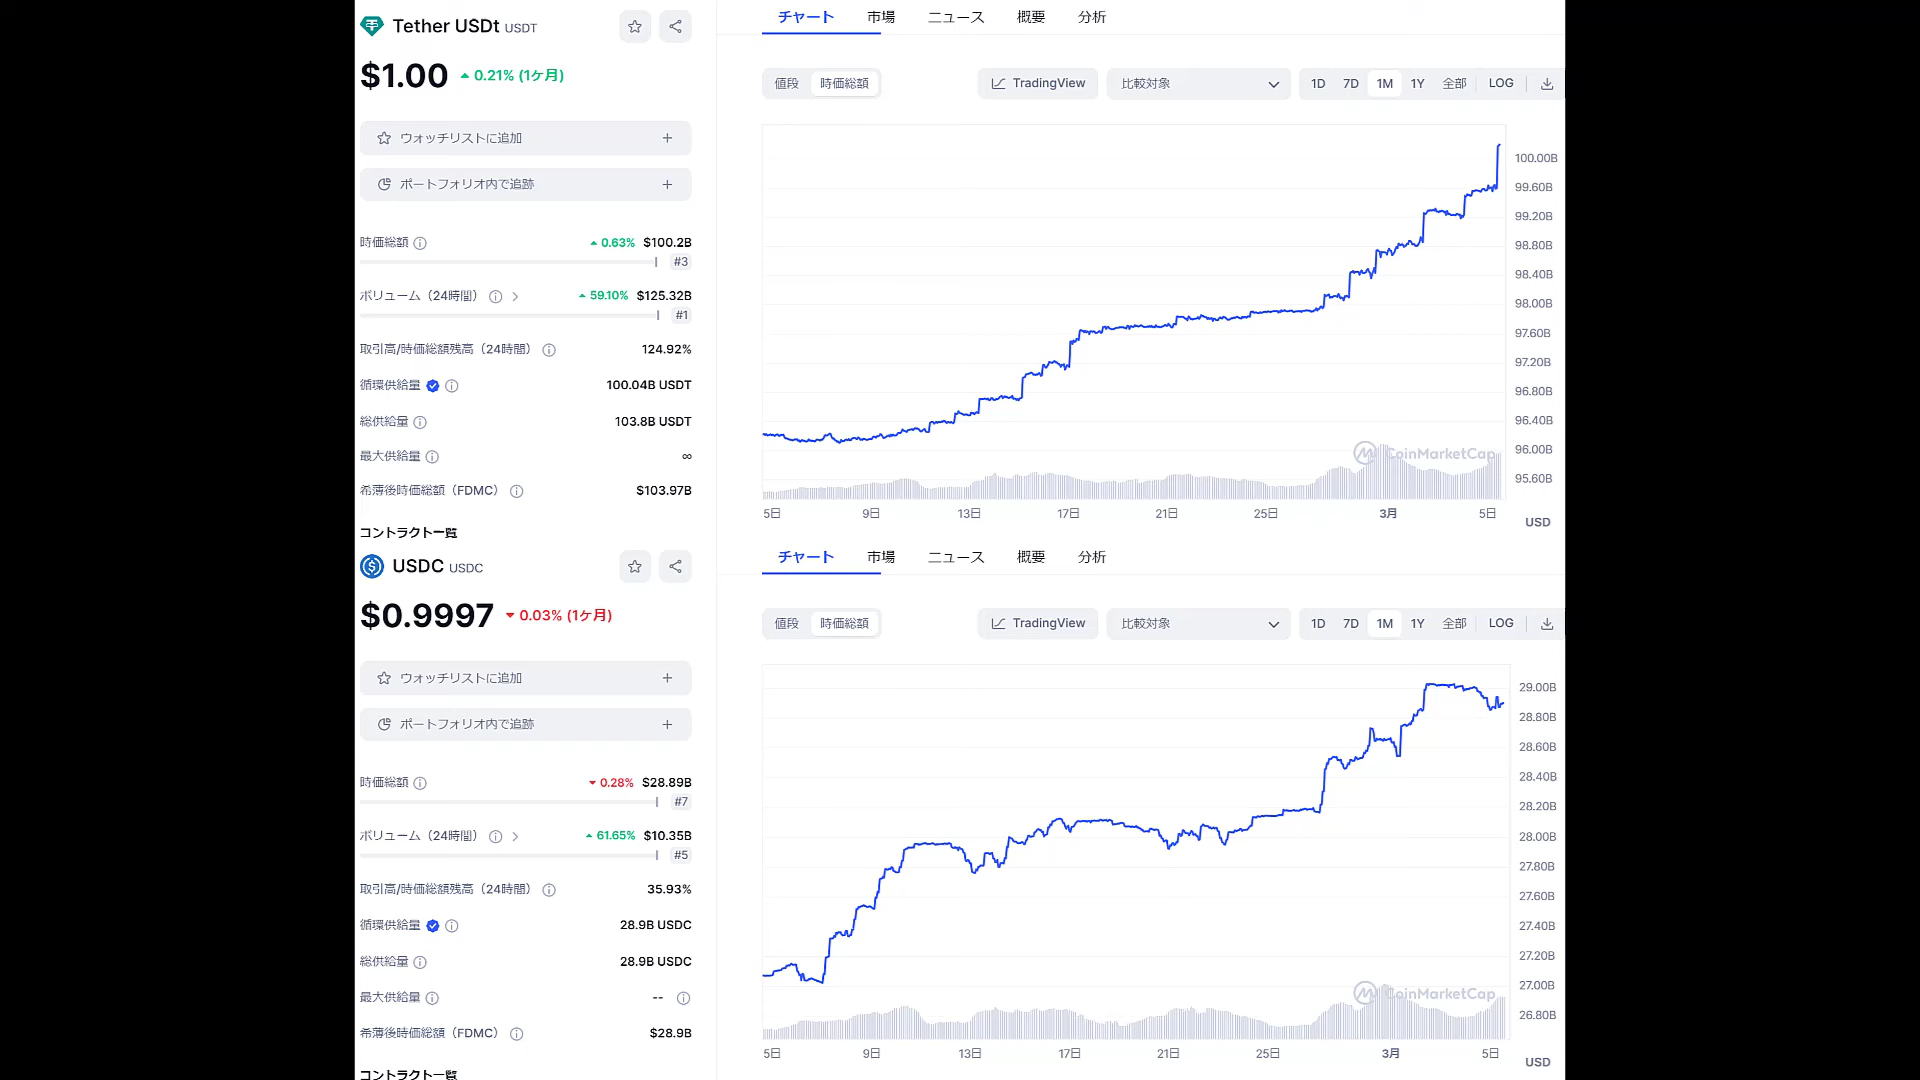 Tether USDt USDT
$1.00 0.21% (1ヶ月)
ウォッチリストに追加 +
ポートフォリオ内で追跡 +
時価総額 0.63% $100.2B
#3
ボリューム（24時間） 59.10% $125.32B
#1
取引高/時価総額残高（24時間） 124.92%
循環供給量 100.04B USDT
総供給量 103.8B USDT
最大供給量 ∞
希薄後時価総額（FDMC） $103.97B
コントラクト一覧
チャート 市場 ニュース 概要 分析
値段 時価総額 TradingView 比較対象 1D 7D 1M 1Y 全部 LOG
100.00B
99.60B
99.20B
98.80B
98.40B
98.00B
97.60B
97.20B
96.80B
96.40B
96.00B
95.60B
CoinMarketCap
5日 9日 13日 17日 21日 25日 3月 5日
USD
USDC USDC
$0.9997 0.03% (1ヶ月)
ウォッチリストに追加 +
ポートフォリオ内で追跡 +
時価総額 0.28% $28.89B
#7
ボリューム（24時間） 61.65% $10.35B
#5
取引高/時価総額残高（24時間） 35.93%
循環供給量 28.9B USDC
総供給量 28.9B USDC
最大供給量 --
希薄後時価総額（FDMC） $28.9B
コントラクト一覧
チャート 市場 ニュース 概要 分析
値段 時価総額 TradingView 比較対象 1D 7D 1M 1Y 全部 LOG
29.00B
28.80B
28.60B
28.40B
28.20B
28.00B
27.80B
27.60B
27.40B
27.20B
27.00B
26.80B
CoinMarketCap
5日 9日 13日 17日 21日 25日 3月 5日
USD